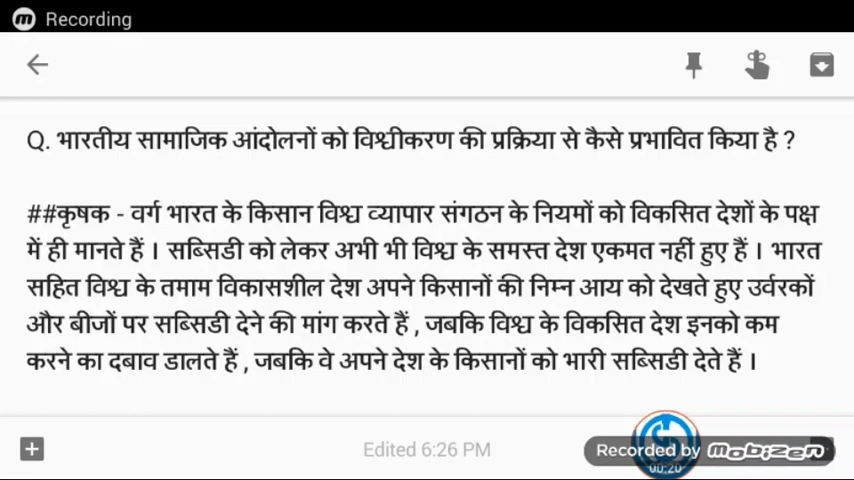 Recording
Q. भारतीय सामाजिक आंदोलनों को विश्वीकरण की प्रक्रिया से कैसे प्रभावित किया है ?
##कृषक - वर्ग भारत के किसान विश्व व्यापार संगठन के नियमों को विकसित देशों के पक्ष
में ही मानते हैं । सब्सिडी को लेकर अभी भी विश्व के समस्त देश एकमत नहीं हुए हैं । भारत
सहित विश्व के तमाम विकासशील देश अपने किसानों की निम्न आय को देखते हुए उर्वरकों
और बीजों पर सब्सिडी देने की मांग करते हैं , जबकि विश्व के विकसित देश इनको कम
करने का दबाव डालते हैं , जबकि वे अपने देश के किसानों को भारी सब्सिडी देते हैं ।
Edited 6:26 PM
Recorded by mobizen
00:20